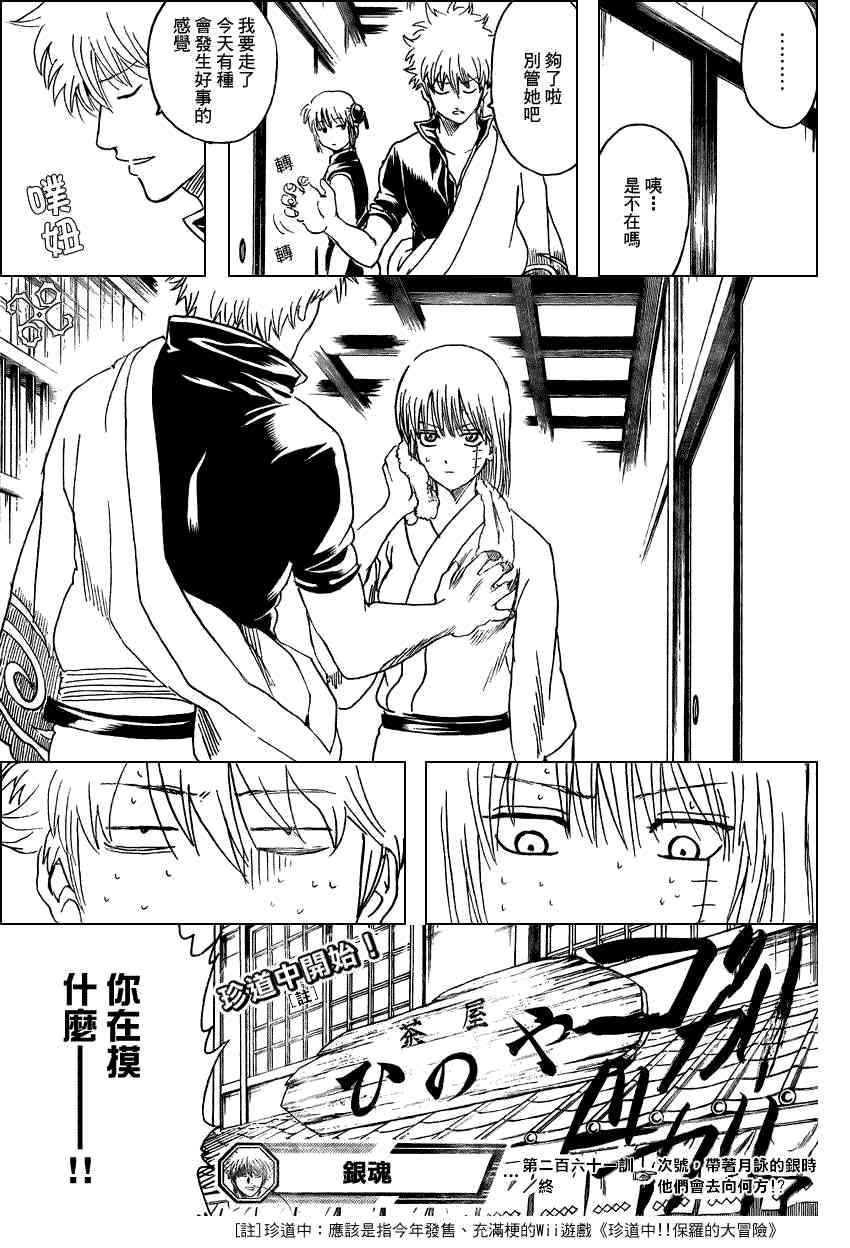 ………
咦…
是不在嗎
夠了啦
別管她吧
轉
轉
我要走了
今天有種
會發生好事的
感覺
噗妞
你在摸
什麼——!!
珍道中開始！
[註]
茶屋
ひのや
銀魂
…第二百六十一訓
／終
次號，帶著月詠的銀時
他們會去向何方!?
[註]珍道中：應該是指今年發售、充滿梗的Wii遊戲《珍道中!!保羅的大冒險》